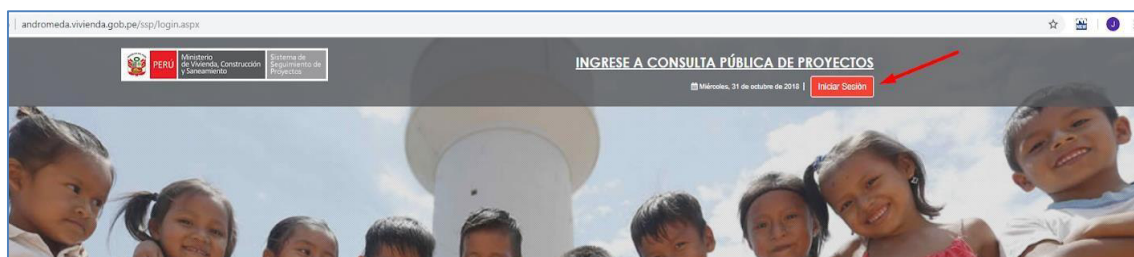 andromeda.vivienda.gob.pe/ssp/login.aspx
J
PERÚ
Ministerio
de Vivienda, Construcción
y Saneamiento
Sistema de
Seguimiento de
Proyectos
INGRESE A CONSULTA PÚBLICA DE PROYECTOS
Miércoles, 31 de octubre de 2018 | Iniciar Sesión